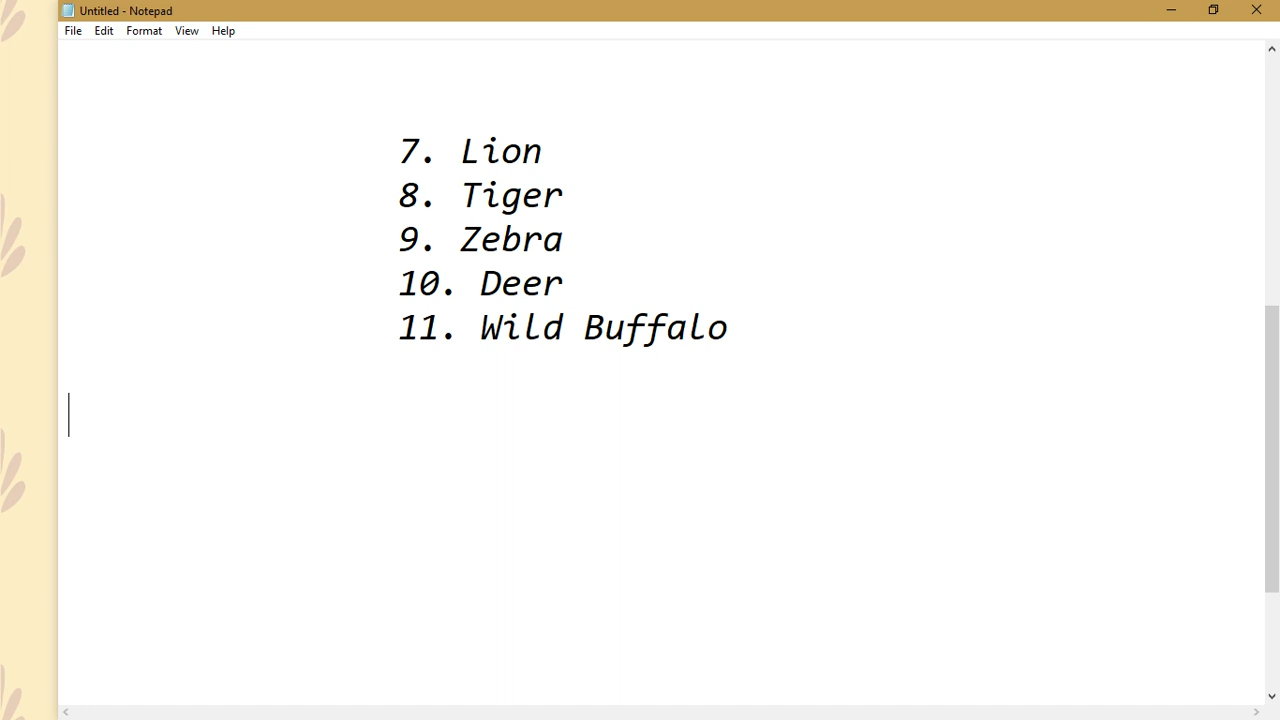 Untitled - Notepad
File Edit Format View Help
7. Lion
8. Tiger
9. Zebra
10. Deer
11. Wild Buffalo